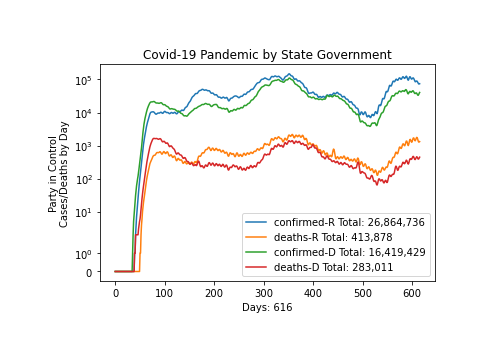 Covid-19 Pandemic by State Government
Party in Control
Cases/Deaths by Day
10^5
10^4
10^3
10^2
10^1
10^0
0
confirmed-R Total: 26,864,736
deaths-R Total: 413,878
confirmed-D Total: 16,419,429
deaths-D Total: 283,011
0 100 200 300 400 500 600
Days: 616